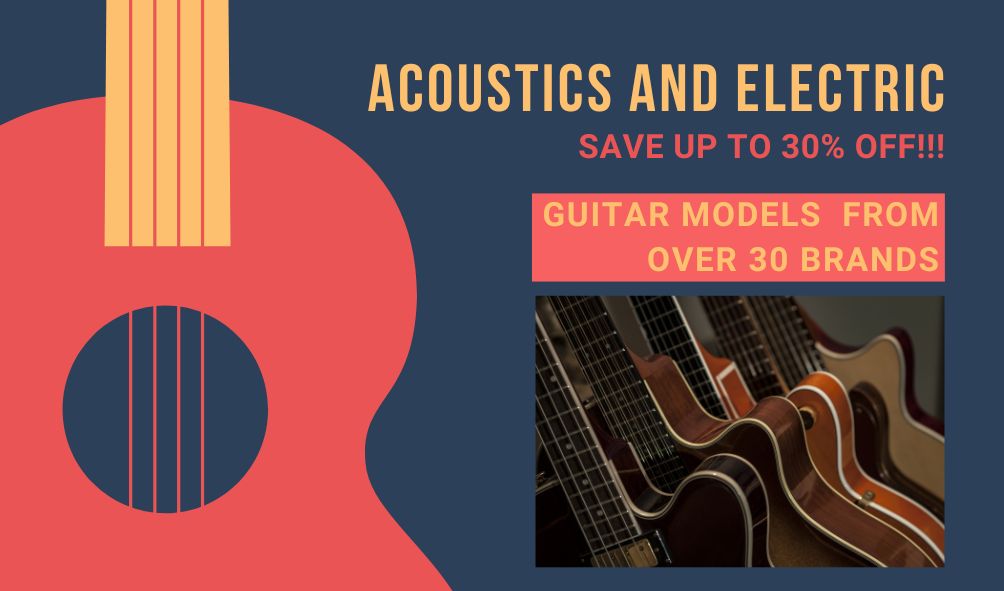 ACOUSTICS AND ELECTRIC
SAVE UP TO 30% OFF!!!
GUITAR MODELS  FROM
OVER 30 BRANDS